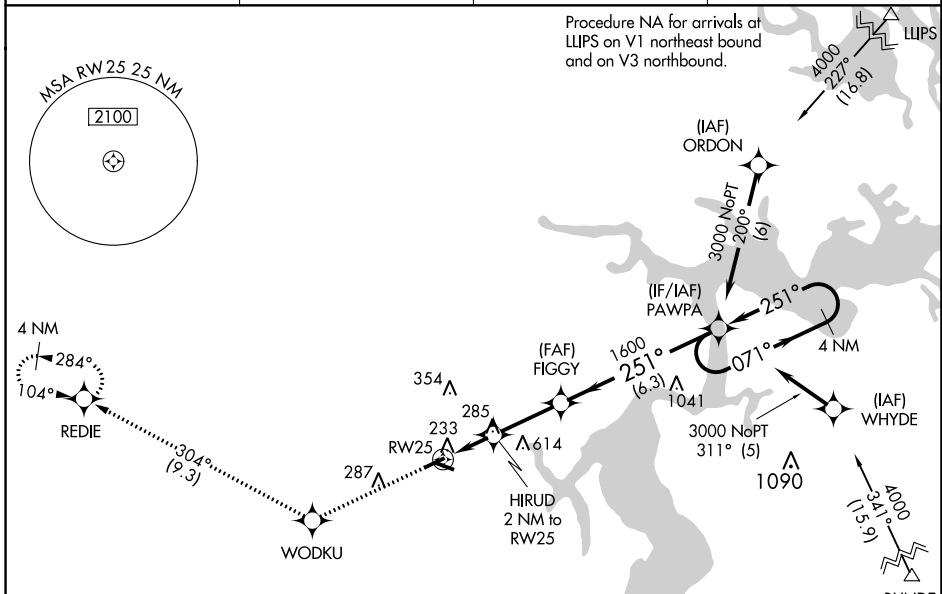 Procedure NA for arrivals at
LLIPS on V1 northeast bound
and on V3 northbound.
LLIPS
4000
227°
(16.8)
MSA RW25 25 NM
2100
(IAF)
ORDON
3000 NoPT
200°
(6)
(IF/IAF)
PAWPA
251°
071°
4 NM
4 NM
284°
104°
REDIE
(FAF)
FIGGY
1600
251°
(6.3)
1041
354
285
233
RW25
614
287
(IAF)
WHYDE
3000 NoPT
311° (5)
1090
304°
(9.3)
HIRUD
2 NM to
RW25
WODKU
4000
341°
(15.9)